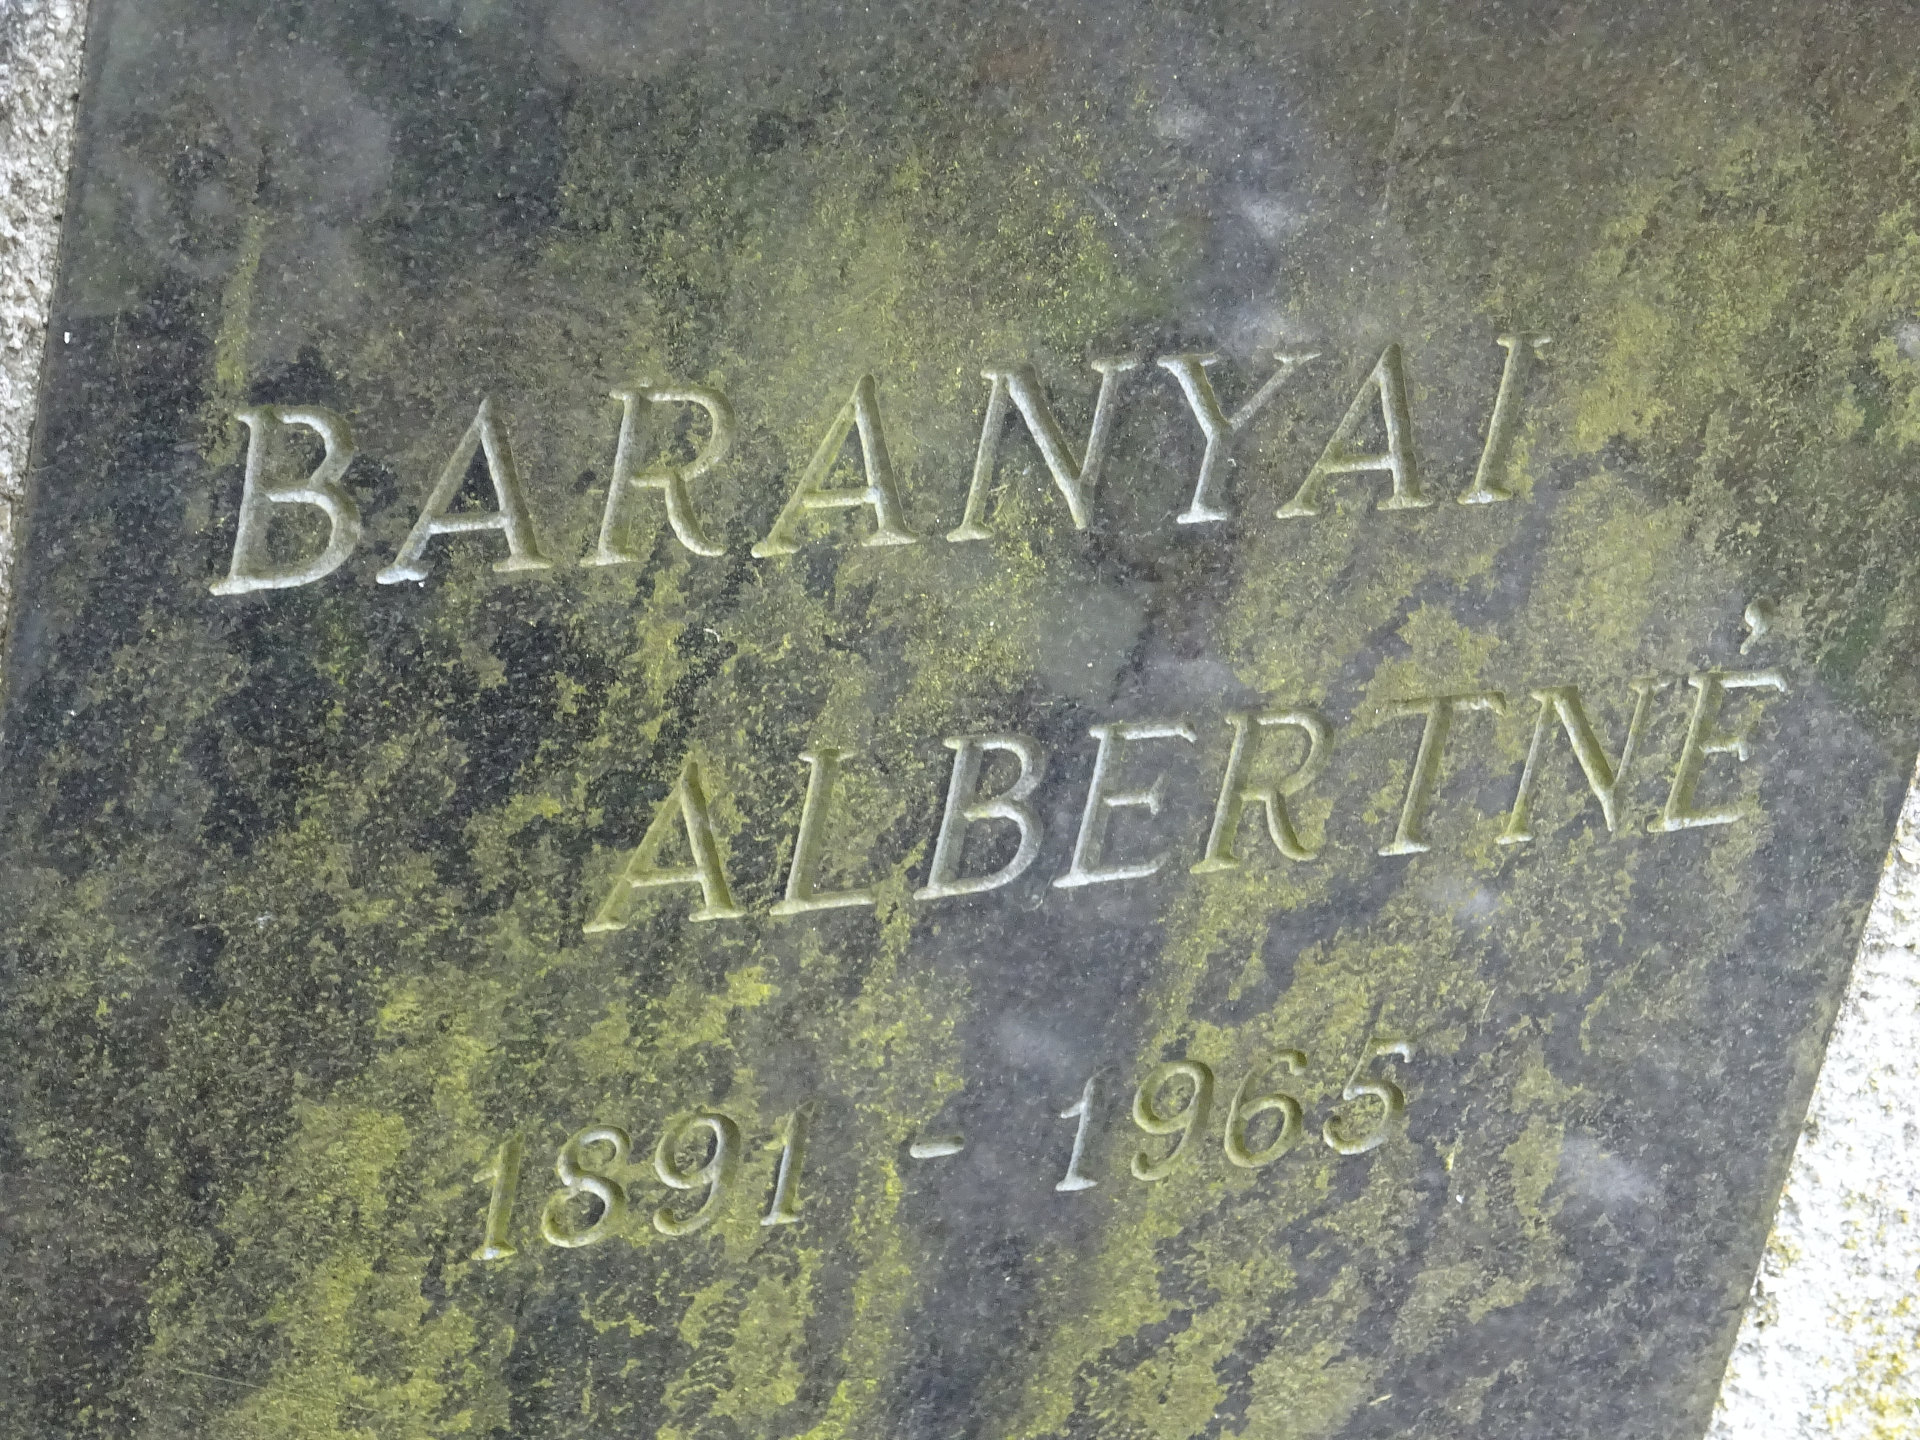 BARANYAI
ALBERTNÉ
1891 - 1965